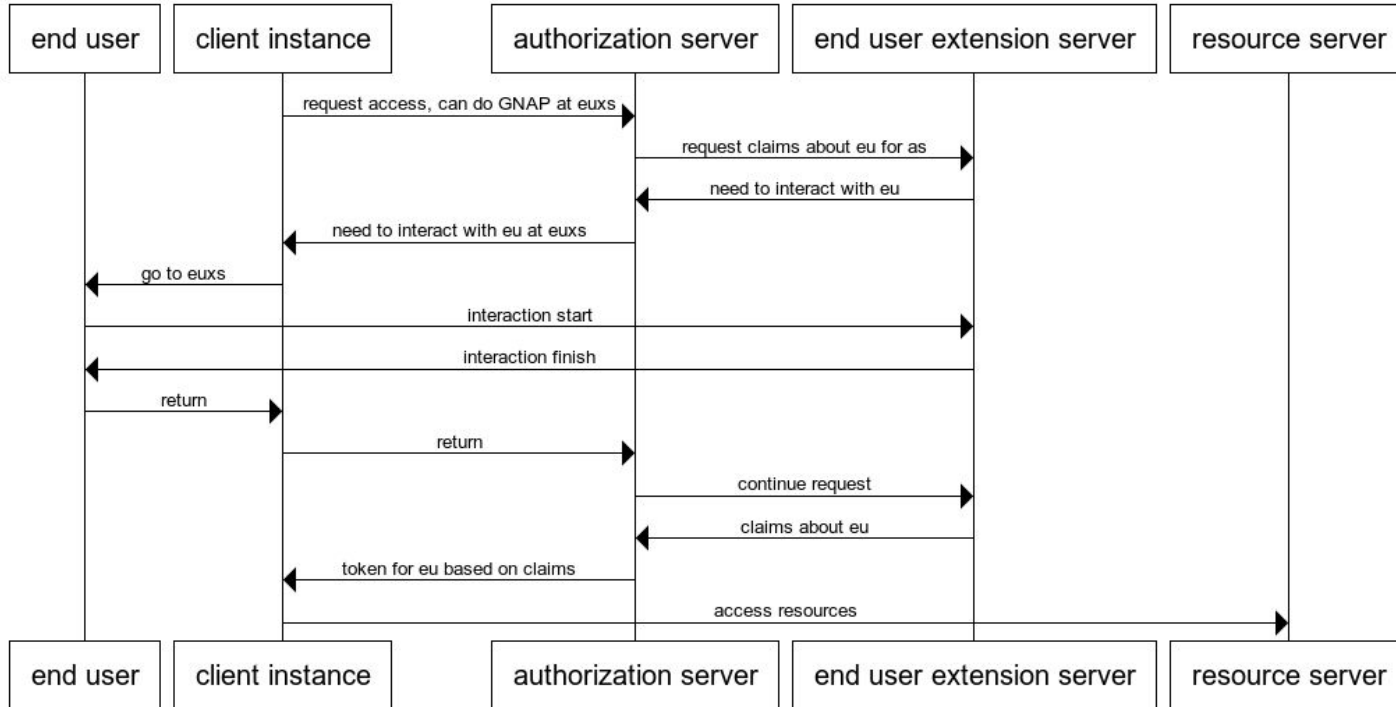 end user
client instance
authorization server
end user extension server
resource server
request access, can do GNAP at euxs
request claims about eu for as
need to interact with eu
need to interact with eu at euxs
go to euxs
interaction start
interaction finish
return
return
continue request
claims about eu
token for eu based on claims
access resources
end user
client instance
authorization server
end user extension server
resource server